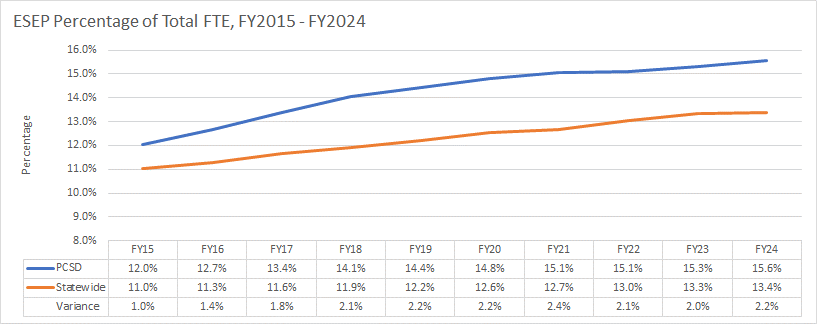 ESEP Percentage of Total FTE, FY2015 - FY2024
16.0%
15.0%
14.0%
13.0%
12.0%
11.0%
10.0%
9.0%
8.0%
Percentage
FY15 FY16 FY17 FY18 FY19 FY20 FY21 FY22 FY23 FY24
PCSD 12.0% 12.7% 13.4% 14.1% 14.4% 14.8% 15.1% 15.1% 15.3% 15.6%
Statewide 11.0% 11.3% 11.6% 11.9% 12.2% 12.6% 12.7% 13.0% 13.3% 13.4%
Variance 1.0% 1.4% 1.8% 2.1% 2.2% 2.2% 2.4% 2.1% 2.0% 2.2%